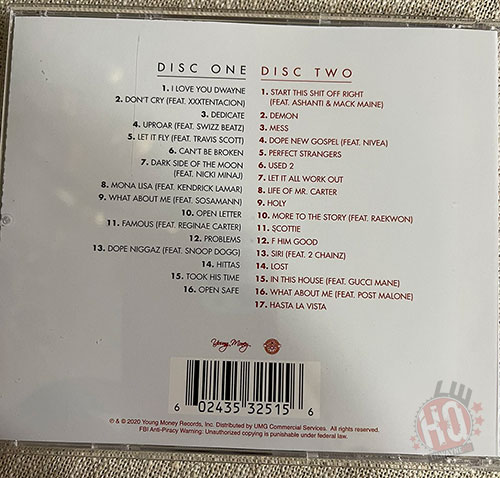 DISC ONE
1. I LOVE YOU DWAYNE
2. DON'T CRY (FEAT. XXXTENTACION)
3. DEDICATE
4. UPROAR (FEAT. SWIZZ BEATZ)
5. LET IT FLY (FEAT. TRAVIS SCOTT)
6. CAN'T BE BROKEN
7. DARK SIDE OF THE MOON
(FEAT. NICKI MINAJ)
8. MONA LISA (FEAT. KENDRICK LAMAR)
9. WHAT ABOUT ME (FEAT. SOSAMANN)
10. OPEN LETTER
11. FAMOUS (FEAT. REGINAE CARTER)
12. PROBLEMS
13. DOPE NIGGAZ (FEAT. SNOOP DOGG)
14. HITTAS
15. TOOK HIS TIME
16. OPEN SAFE
DISC TWO
1. START THIS SHIT OFF RIGHT
(FEAT. ASHANTI & MACK MAINE)
2. DEMON
3. MESS
4. DOPE NEW GOSPEL (FEAT. NIVEA)
5. PERFECT STRANGERS
6. USED 2
7. LET IT ALL WORK OUT
8. LIFE OF MR. CARTER
9. HOLY
10. MORE TO THE STORY (FEAT. RAEKWON)
11. SCOTTIE
12. F HIM GOOD
13. SIRI (FEAT. 2 CHAINZ)
14. LOST
15. IN THIS HOUSE (FEAT. GUCCI MANE)
16. WHAT ABOUT ME (FEAT. POST MALONE)
17. HASTA LA VISTA
Young Money
6 02435 32515 6
℗ & © 2020 Young Money Records, Inc. Distributed by UMG Commercial Services. All rights reserved.
FBI Anti-Piracy Warning: Unauthorized copying is punishable under federal law.
HQ